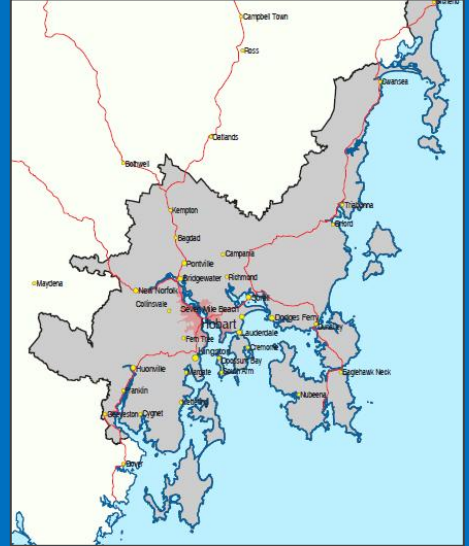 Campbell Town
Ross
Swansea
Oatlands
Bothwell
Kempton
Triabunna
Orford
Bagdad
Campania
Pontville
Bridgewater
Richmond
Maydena
New Norfolk
Sorell
Collinsvale
Seven Mile Beach
Dodges Ferry
Hobart
Lauderdale
Fern Tree
Cremorne
Kingston
Opossum Bay
Huonville
Margate
South Arm
Eaglehawk Neck
Franklin
Nubeena
Kettering
Geeveston
Cygnet
Dover